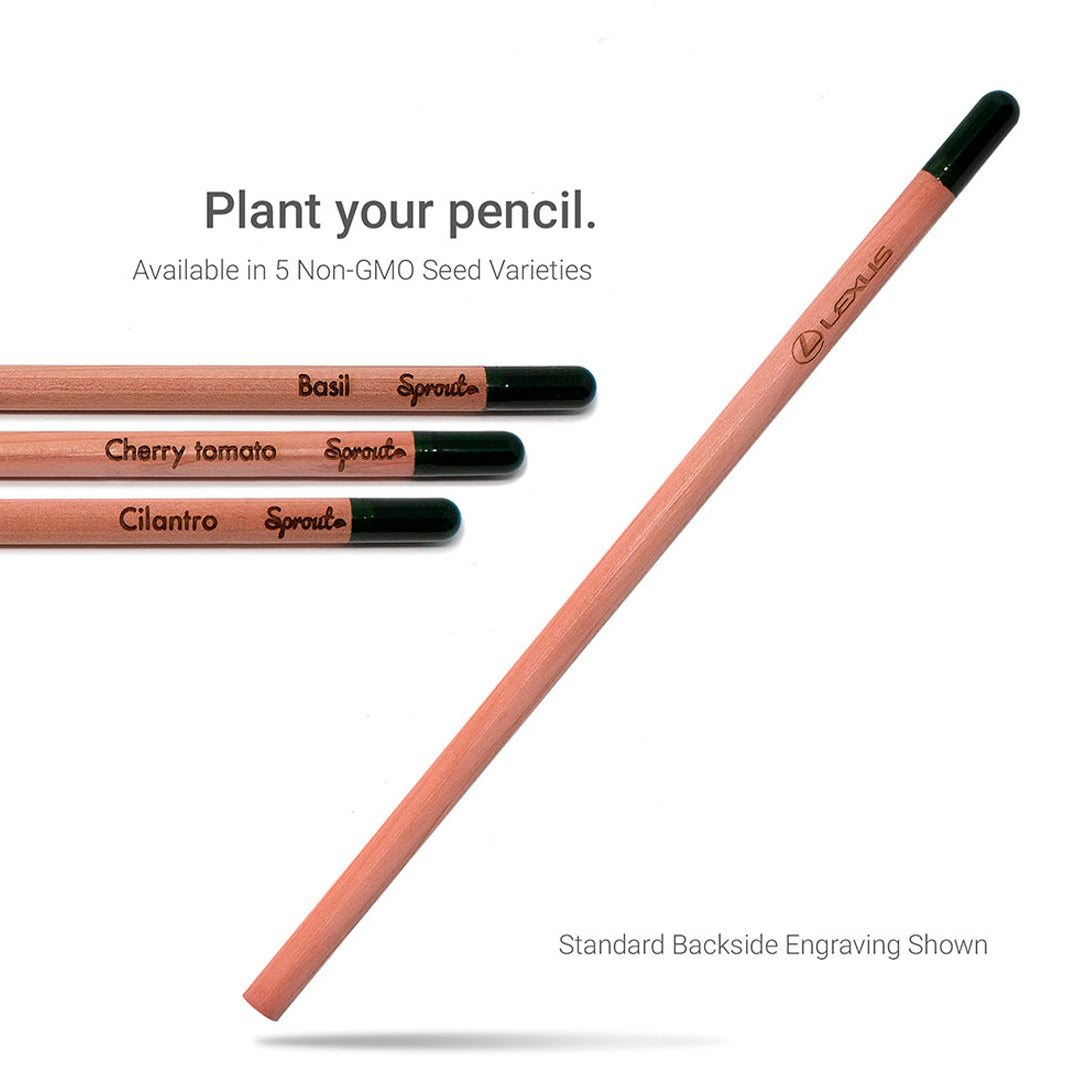 Plant your pencil.
Available in 5 Non-GMO Seed Varieties
Basil Sprout
Cherry tomato Sprout
Cilantro Sprout
LEXUS
Standard Backside Engraving Shown